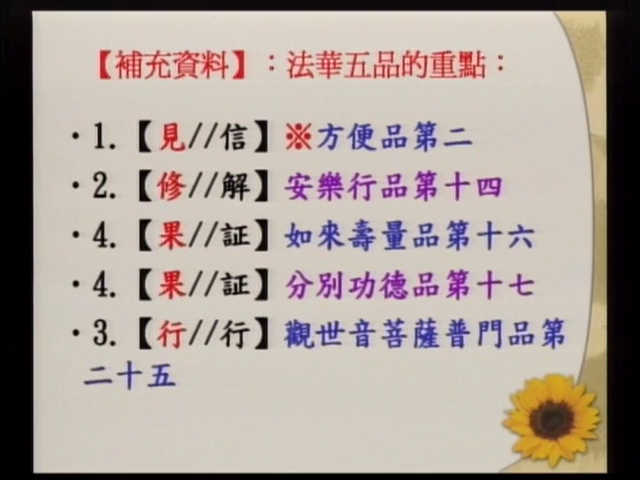 【補充資料】：法華五品的重點：
・1.【見//信】※方便品第二
・2.【修//解】安樂行品第十四
・4.【果//証】如來壽量品第十六
・4.【果//証】分別功德品第十七
・3.【行//行】觀世音菩薩普門品第
二十五